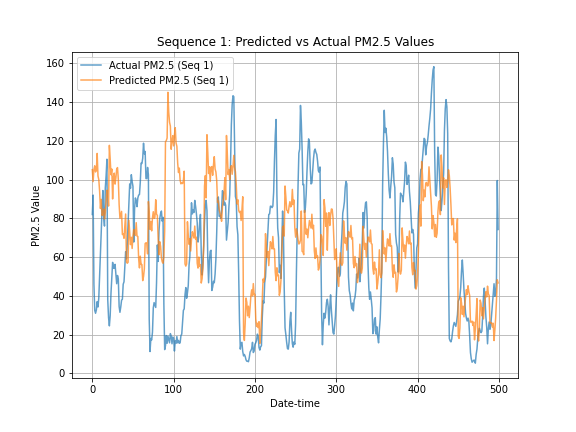 Sequence 1: Predicted vs Actual PM2.5 Values
Actual PM2.5 (Seq 1)
Predicted PM2.5 (Seq 1)
PM2.5 Value
160
140
120
100
80
60
40
20
0
0 100 200 300 400 500
Date-time